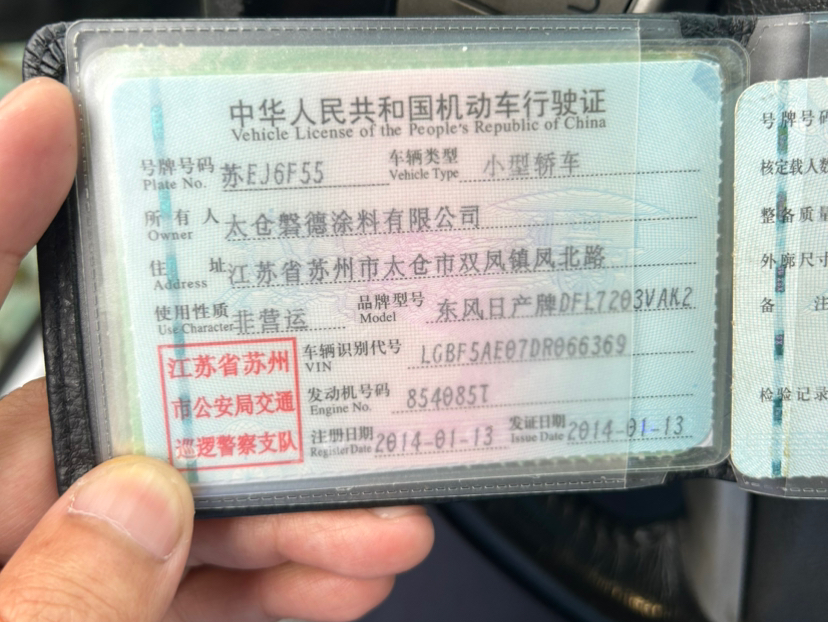 中华人民共和国机动车行驶证
Vehicle License of the People's Republic of China
号牌号码 苏EJ6F55 车辆类型 小型轿车
Plate No. Vehicle Type
所有人 太仓磐德涂料有限公司
Owner
住址 江苏省苏州市太仓市双凤镇凤北路
Address
使用性质 非营运 品牌型号 东风日产牌DFL7203VAK2
Use Character Model
江苏省苏州
市公安局交通
巡逻警察支队
车辆识别代号 LGBF5AE07DR066369
VIN
发动机号码 854085T
Engine No.
注册日期 2014-01-13 发证日期 2014-01-13
Register Date Issue Date
号牌号码
核定载人数
整备质量
外廓尺寸
备注
检验记录